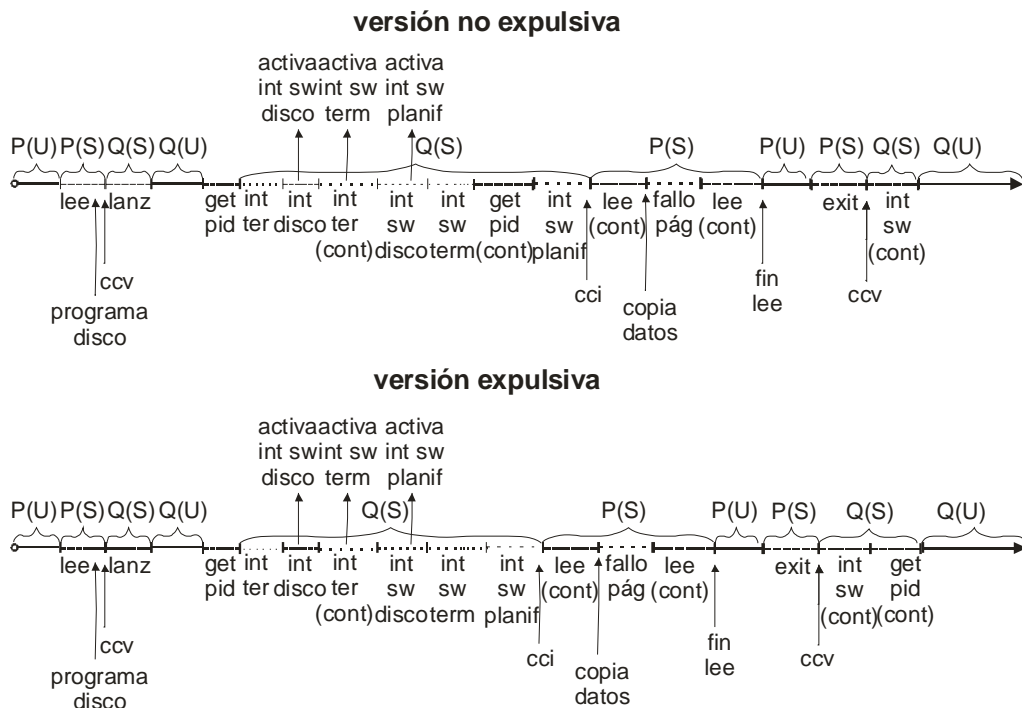 versión no expulsiva
activa activa activa
int sw int sw int sw
disco term planif
P(U) P(S) Q(S) Q(U) Q(S) P(S) P(U) P(S) Q(S) Q(U)
lee lanz get int int int int int get int lee fallo lee exit int
pid ter disco ter sw sw pid sw (cont) pág (cont) sw
(cont) disco term (cont) planif (cont)
ccv cci copia fin ccv
programa datos lee
disco
versión expulsiva
activa activa activa
int sw int sw int sw
disco term planif
P(U) P(S) Q(S) Q(U) Q(S) P(S) P(U) P(S) Q(S) Q(U)
lee lanz get int int int int int int lee fallo lee exit int get
pid ter disco ter sw sw sw (cont) pág (cont) sw pid
(cont) disco term planif (cont) (cont)
ccv cci copia fin ccv
programa datos lee
disco